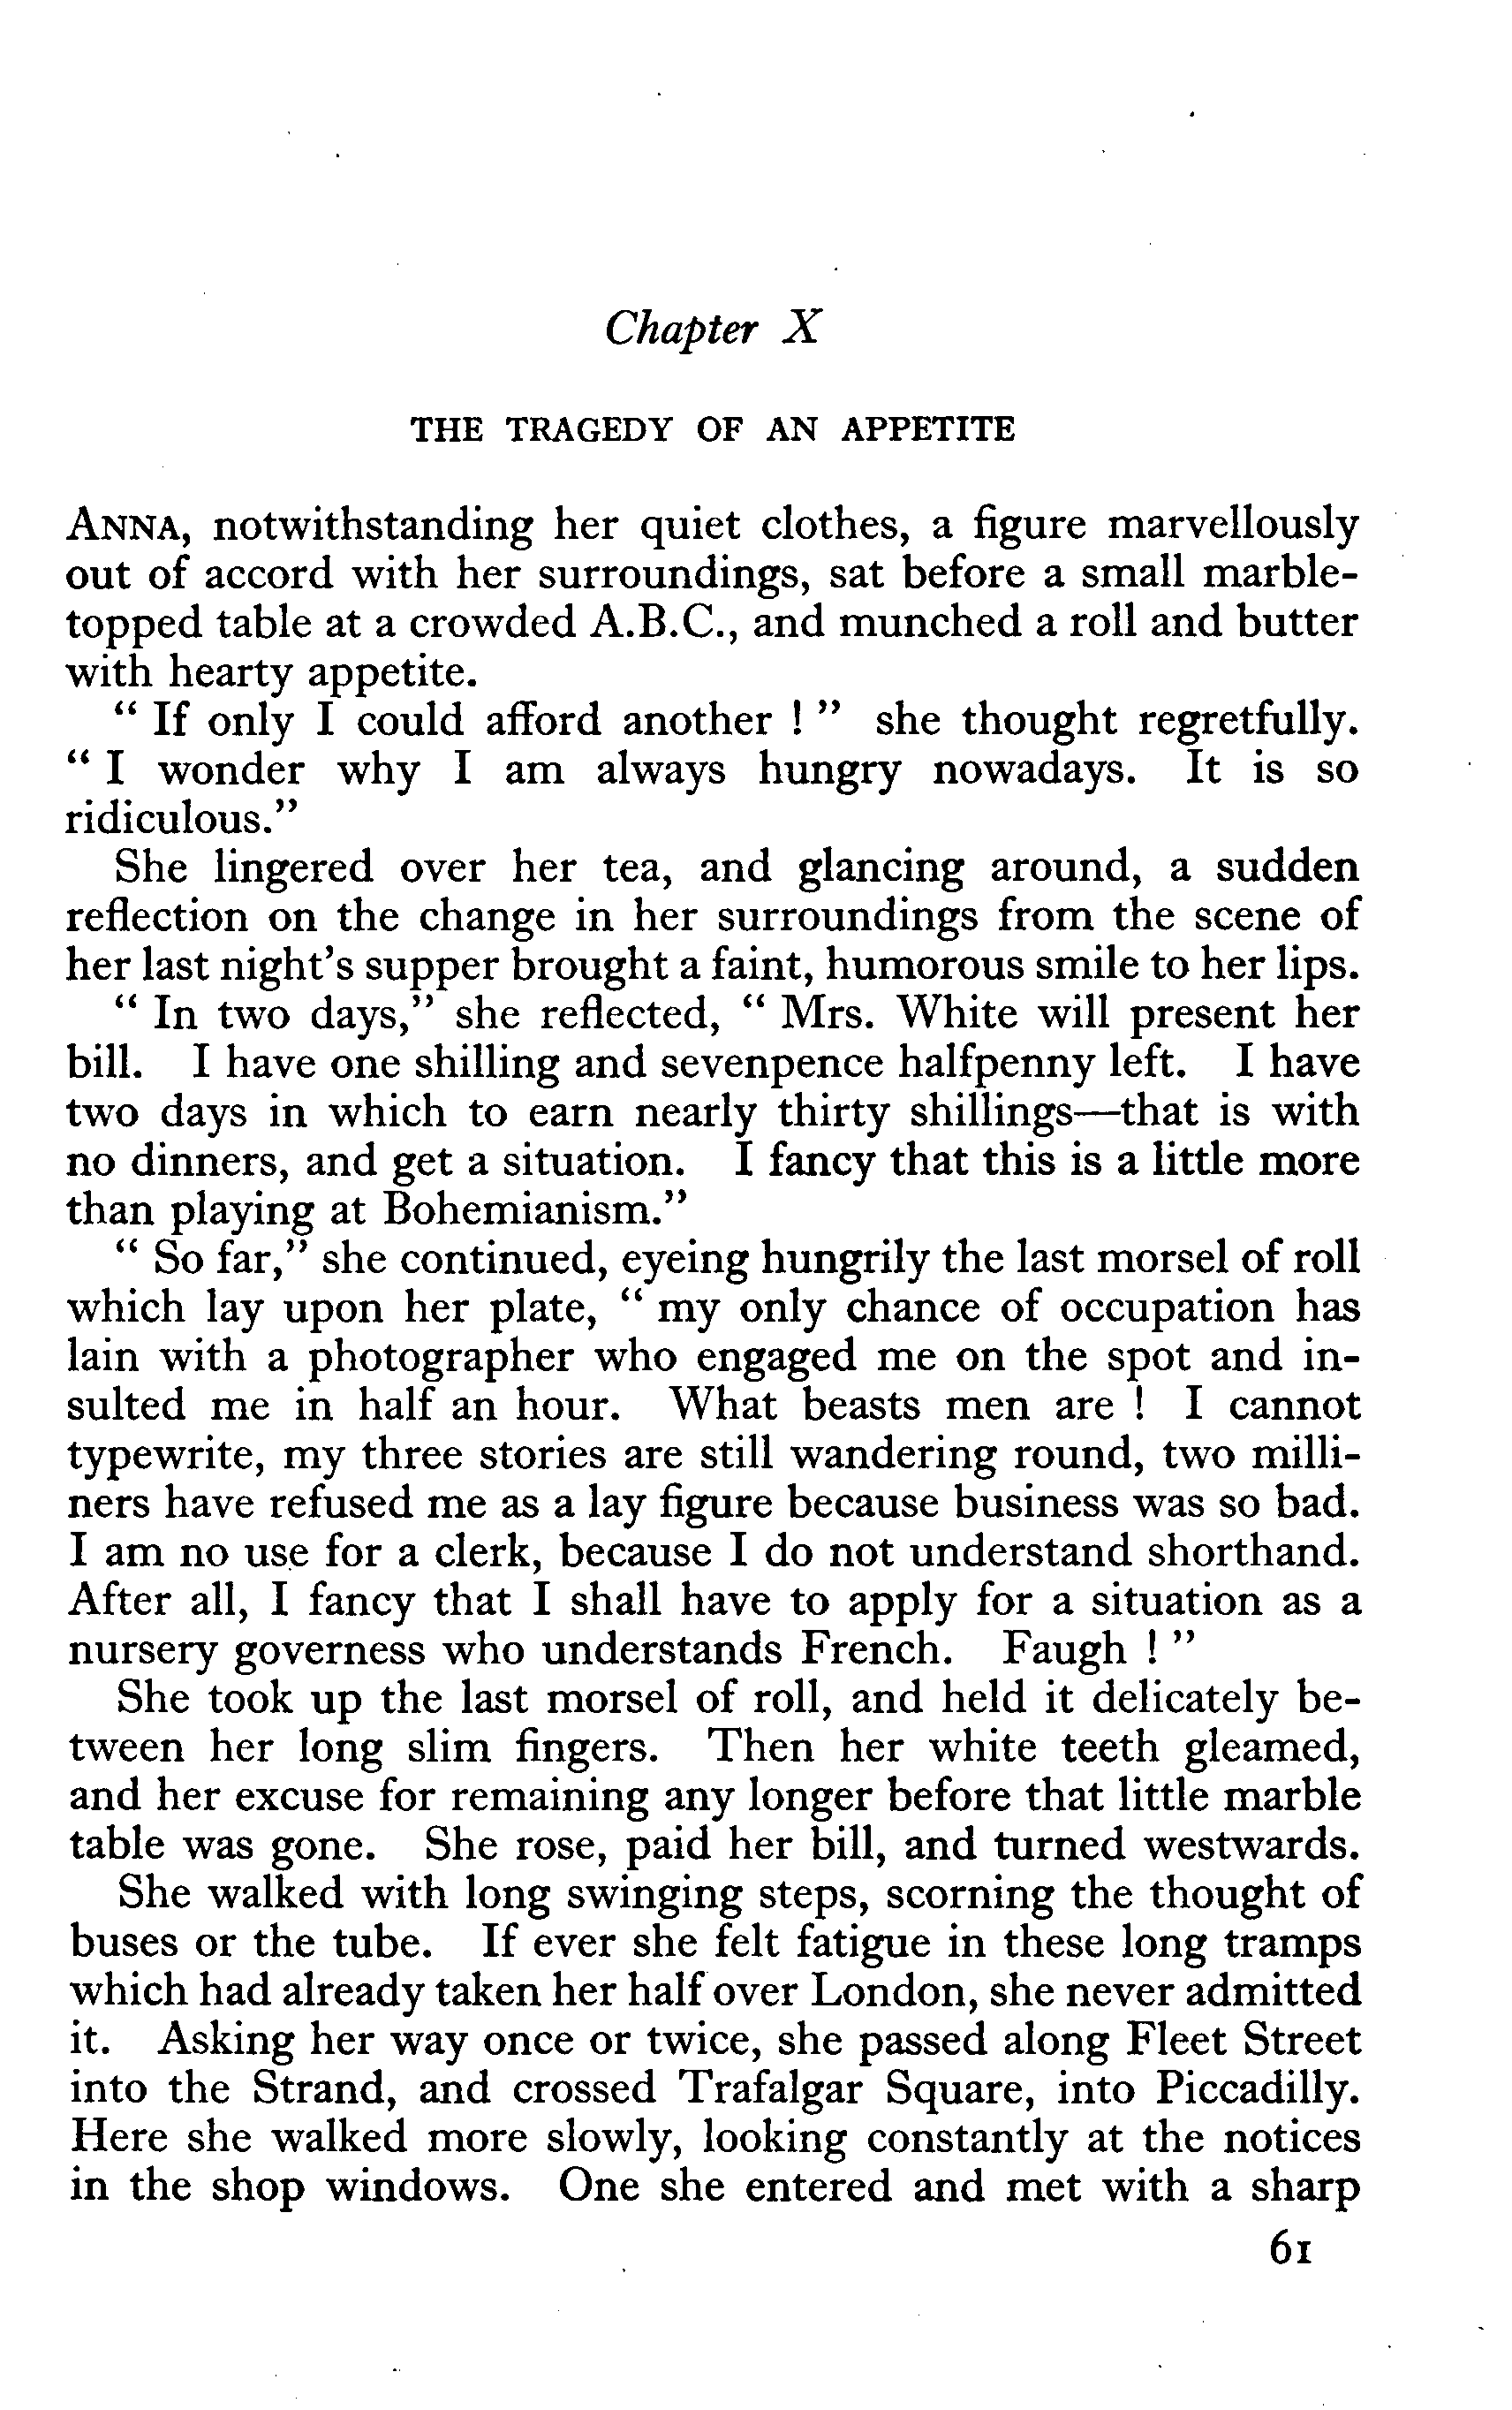 Chapter X
THE TRAGEDY OF AN APPETITE
ANNA, notwithstanding her quiet clothes, a figure marvellously
out of accord with her surroundings, sat before a small marble-
topped table at a crowded A.B.C., and munched a roll and butter
with hearty appetite.
“ If only I could afford another ! ” she thought regretfully.
“ I wonder why I am always hungry nowadays. It is so
ridiculous.”
She lingered over her tea, and glancing around, a sudden
reflection on the change in her surroundings from the scene of
her last night's supper brought a faint, humorous smile to her lips.
“ In two days,” she reflected, “ Mrs. White will present her
bill. I have one shilling and sevenpence halfpenny left. I have
two days in which to earn nearly thirty shillings—that is with
no dinners, and get a situation. I fancy that this is a little more
than playing at Bohemianism.”
“ So far,” she continued, eyeing hungrily the last morsel of roll
which lay upon her plate, “ my only chance of occupation has
lain with a photographer who engaged me on the spot and in-
sulted me in half an hour. What beasts men are ! I cannot
typewrite, my three stories are still wandering round, two milli-
ners have refused me as a lay figure because business was so bad.
I am no use for a clerk, because I do not understand shorthand.
After all, I fancy that I shall have to apply for a situation as a
nursery governess who understands French. Faugh ! ”
She took up the last morsel of roll, and held it delicately be-
tween her long slim fingers. Then her white teeth gleamed,
and her excuse for remaining any longer before that little marble
table was gone. She rose, paid her bill, and turned westwards.
She walked with long swinging steps, scorning the thought of
buses or the tube. If ever she felt fatigue in these long tramps
which had already taken her half over London, she never admitted
it. Asking her way once or twice, she passed along Fleet Street
into the Strand, and crossed Trafalgar Square, into Piccadilly.
Here she walked more slowly, looking constantly at the notices
in the shop windows. One she entered and met with a sharp
61